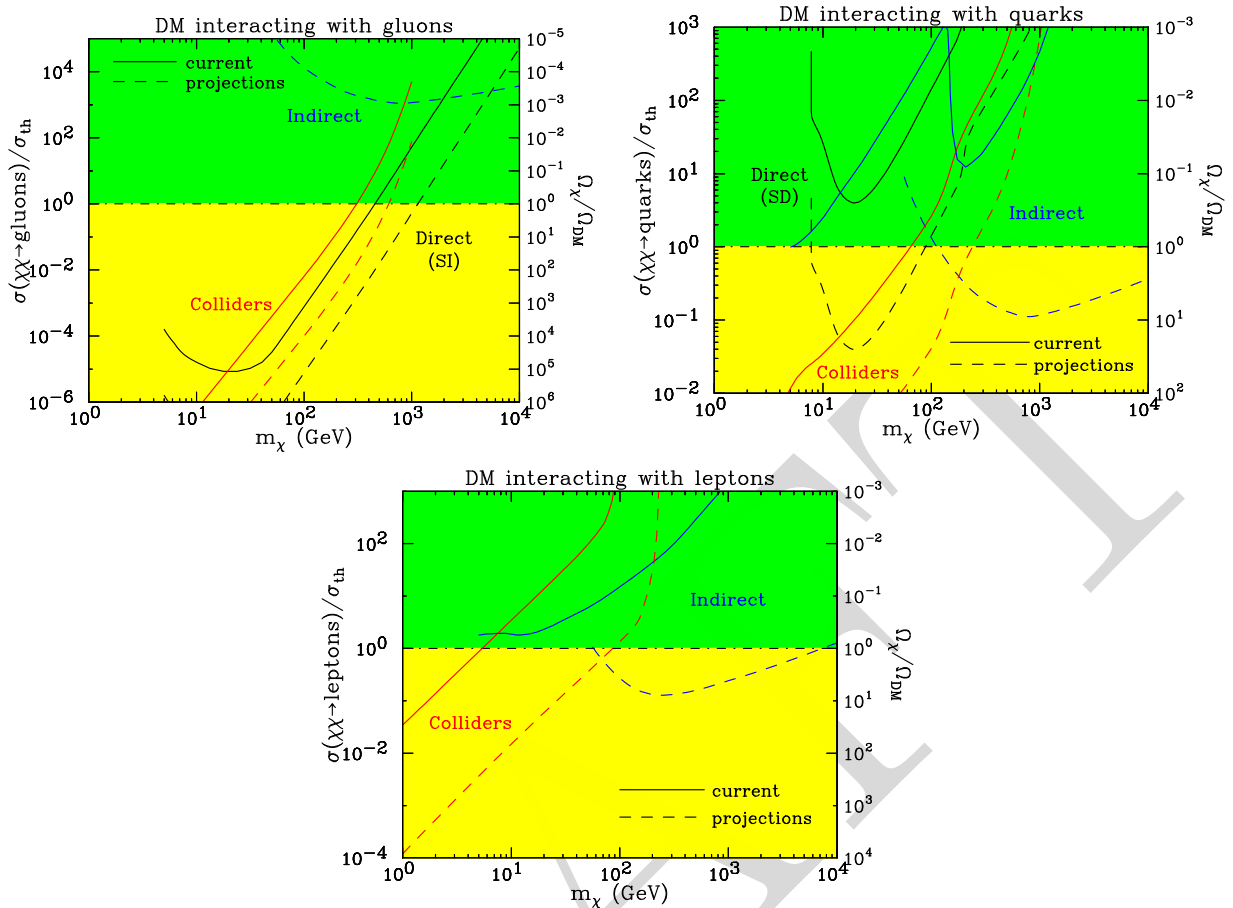 DM interacting with gluons
current
projections
Indirect
Direct
(SI)
Colliders
σ(χχ→gluons)/σth
Ωχ/ΩDM
10^4
10^2
10^0
10^-2
10^-4
10^-6
10^-5
10^-4
10^-3
10^-2
10^-1
10^0
10^1
10^2
10^3
10^4
10^5
10^6
10^0
10^1
10^2
10^3
10^4
mχ (GeV)
DM interacting with quarks
Direct
(SD)
Indirect
current
projections
Colliders
σ(χχ→quarks)/σth
Ωχ/ΩDM
10^3
10^2
10^1
10^0
10^-1
10^-2
10^-3
10^-2
10^-1
10^0
10^1
10^2
10^0
10^1
10^2
10^3
10^4
mχ (GeV)
DM interacting with leptons
Indirect
Colliders
current
projections
σ(χχ→leptons)/σth
Ωχ/ΩDM
10^2
10^0
10^-2
10^-4
10^-3
10^-2
10^-1
10^0
10^1
10^2
10^3
10^4
10^0
10^1
10^2
10^3
10^4
mχ (GeV)